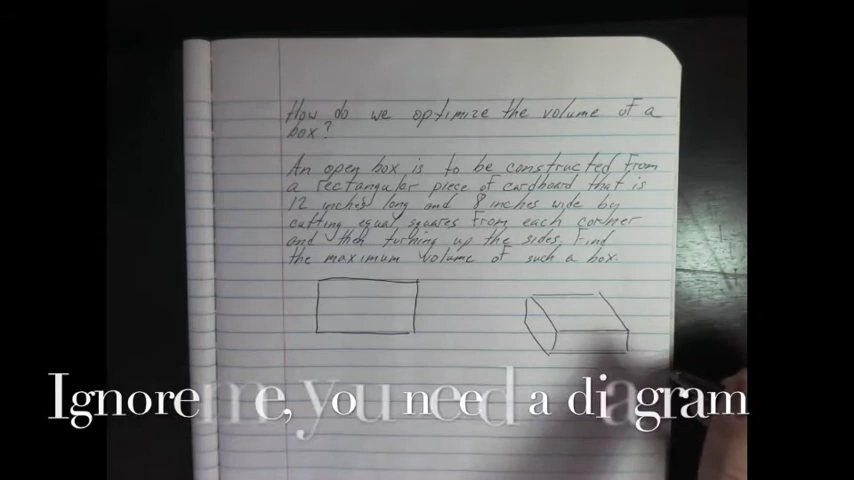 How do we optimize the volume of a
box?
An open box is to be constructed from
a rectangular piece of cardboard that is
12 inches long and 8 inches wide by
cutting equal squares from each corner
and then turning up the sides. Find
the maximum volume of such a box.
Ignore me, you need a diagram